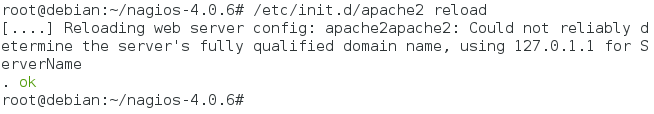 root@debian:~/nagios-4.0.6# /etc/init.d/apache2 reload
[....] Reloading web server config: apache2apache2: Could not reliably d
etermine the server's fully qualified domain name, using 127.0.1.1 for S
erverName
. ok
root@debian:~/nagios-4.0.6#